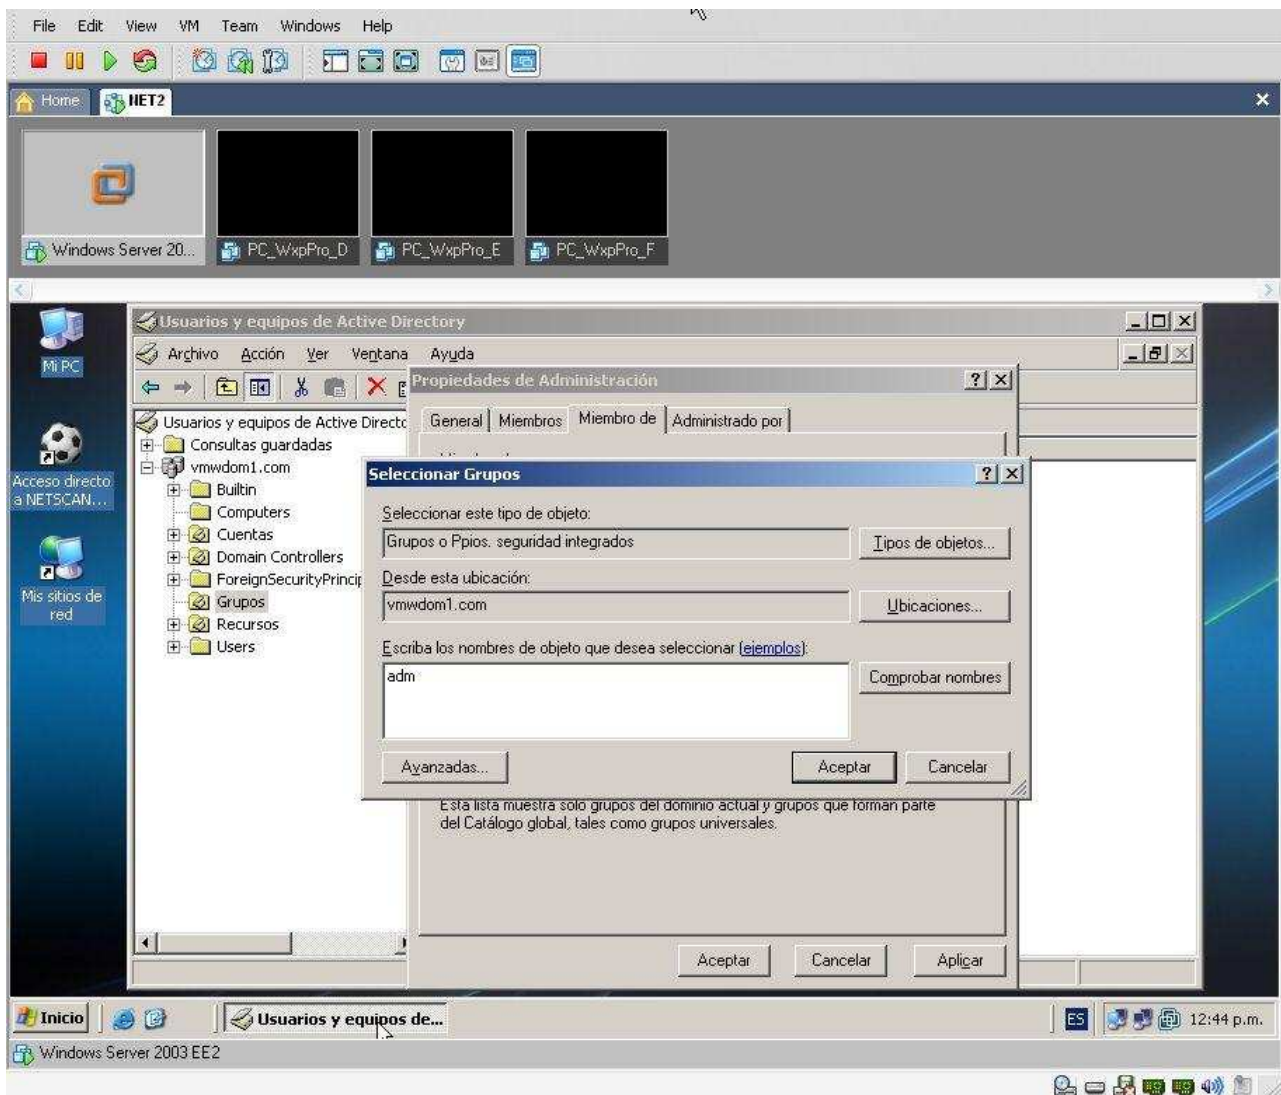 File Edit View VM Team Windows Help
Home NET2
Windows Server 20... PC_WxpPro_D PC_WxpPro_E PC_WxpPro_F
Mi PC
Acceso directo
a NETSCAN...
Mis sitios de
red
Usuarios y equipos de Active Directory
Archivo Acción Ver Ventana Ayuda
Usuarios y equipos de Active Directo
Consultas guardadas
vmwdom1.com
Builtin
Computers
Cuentas
Domain Controllers
ForeignSecurityPrincip
Grupos
Recursos
Users
Propiedades de Administración
General Miembros Miembro de Administrado por
Seleccionar Grupos
Seleccionar este tipo de objeto:
Grupos o Ppios. seguridad integrados Tipos de objetos...
Desde esta ubicación:
vmwdom1.com Ubicaciones...
Escriba los nombres de objeto que desea seleccionar (ejemplos):
adm Comprobar nombres
Avanzadas... Aceptar Cancelar
Esta lista muestra sólo grupos del dominio actual y grupos que forman parte
del Catálogo global, tales como grupos universales.
Aceptar Cancelar Aplicar
Inicio Usuarios y equipos de... ES 12:44 p.m.
Windows Server 2003 EE2